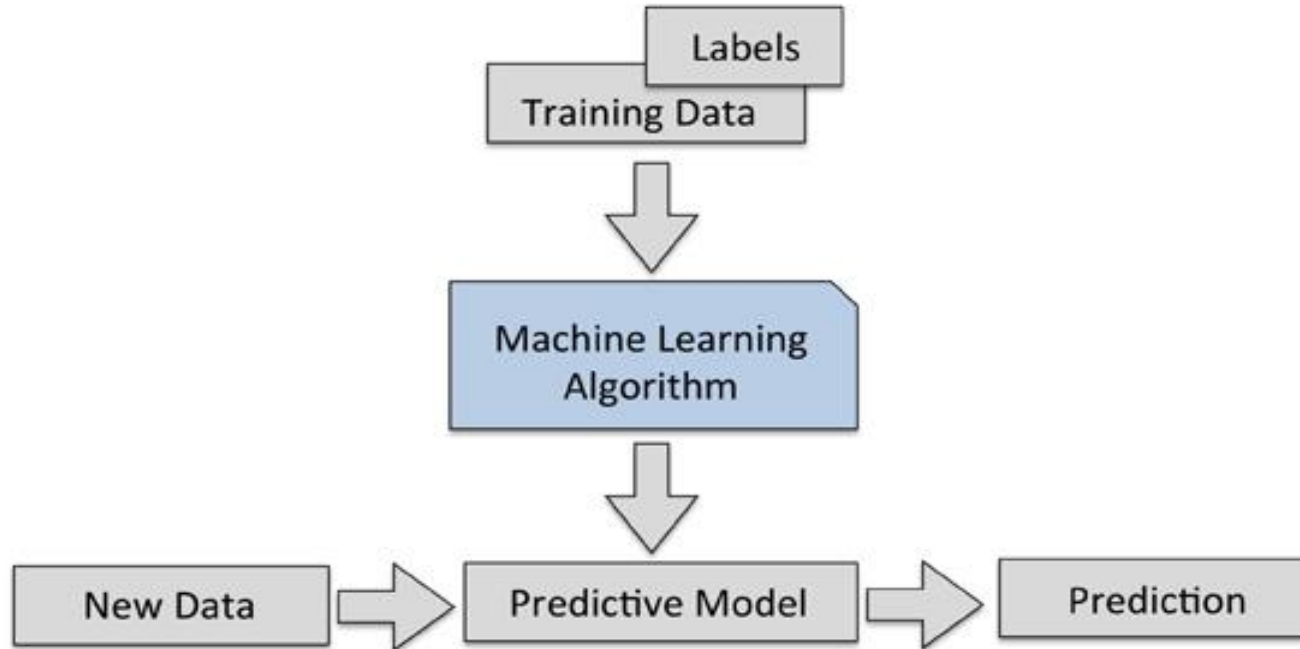 Labels
Training Data
Machine Learning
Algorithm
New Data
Predictive Model
Prediction